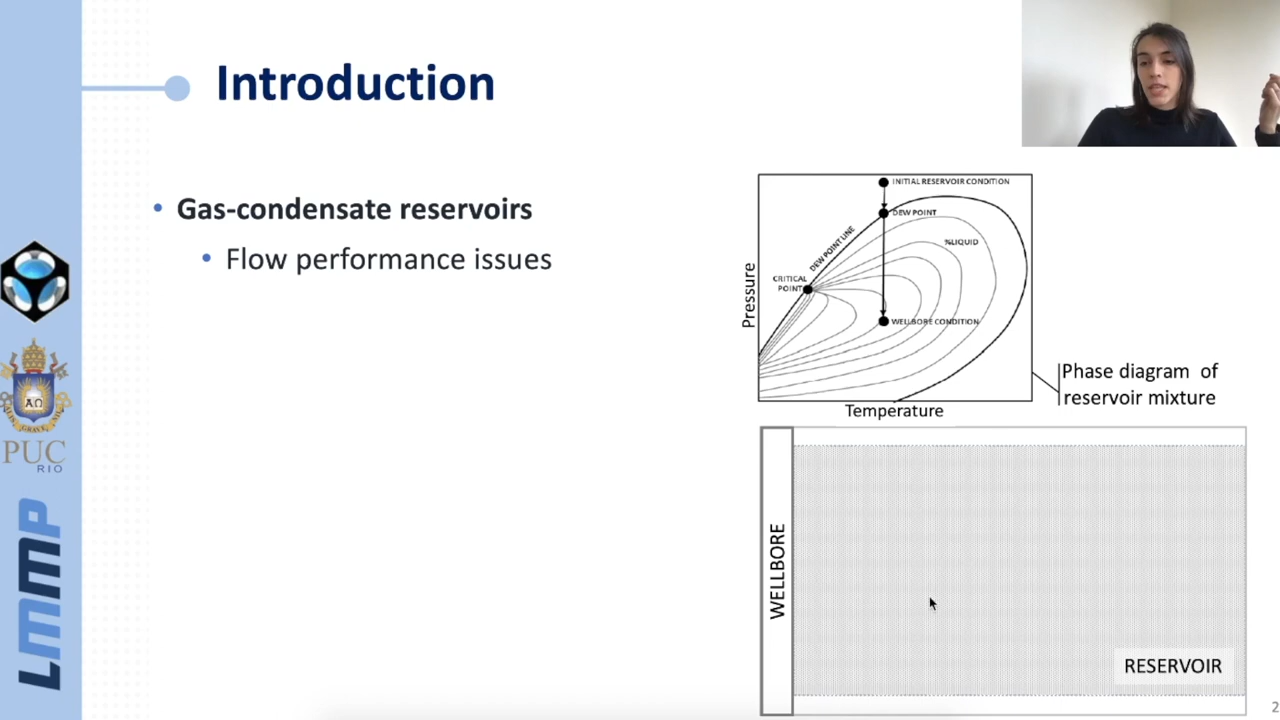 Introduction
• Gas-condensate reservoirs
• Flow performance issues
INITIAL RESERVOIR CONDITION
DEW POINT
DEW POINT LINE
%LIQUID
CRITICAL
POINT
WELLBORE CONDITION
Pressure
Temperature
Phase diagram of
reservoir mixture
WELLBORE
RESERVOIR
PUC
RIO
LMMP
2